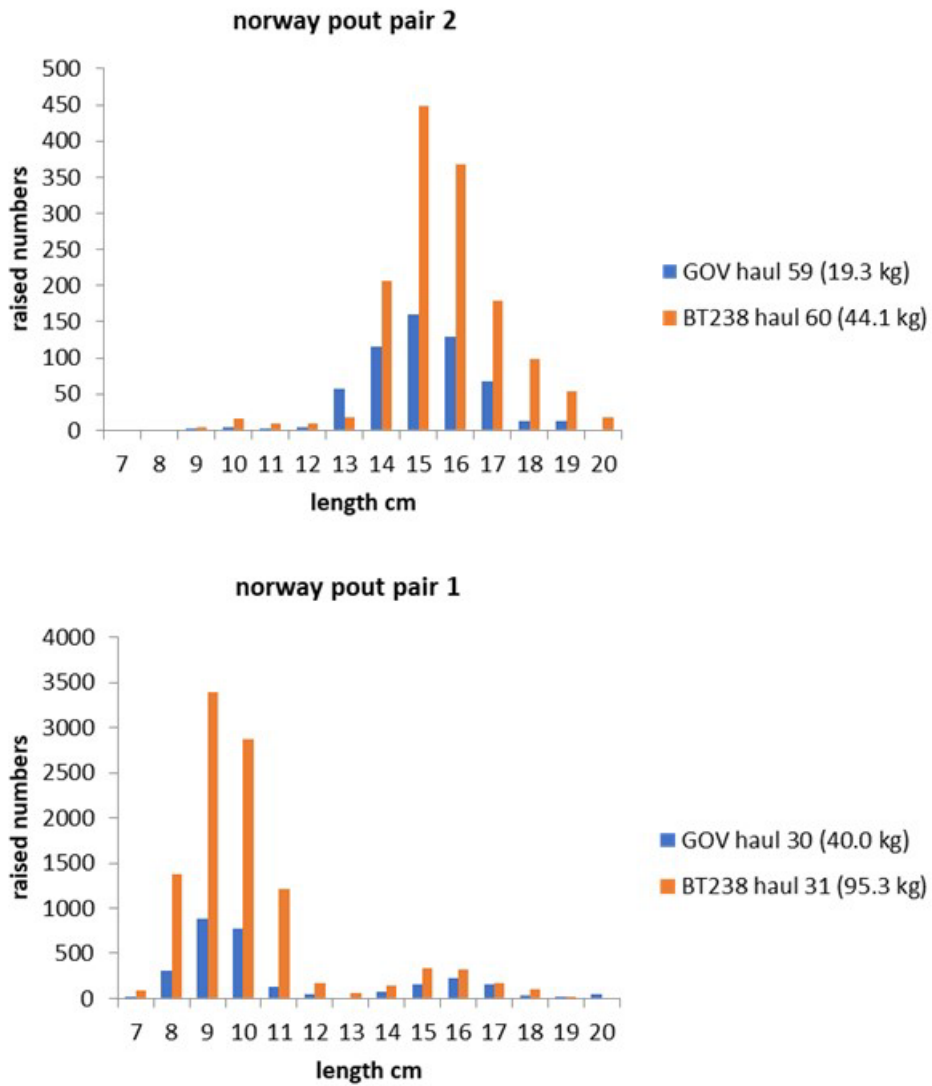 norway pout pair 2
500
450
400
350
300
250
200
150
100
50
0
raised numbers
7 8 9 10 11 12 13 14 15 16 17 18 19 20
length cm
GOV haul 59 (19.3 kg)
BT238 haul 60 (44.1 kg)
norway pout pair 1
4000
3500
3000
2500
2000
1500
1000
500
0
raised numbers
7 8 9 10 11 12 13 14 15 16 17 18 19 20
length cm
GOV haul 30 (40.0 kg)
BT238 haul 31 (95.3 kg)